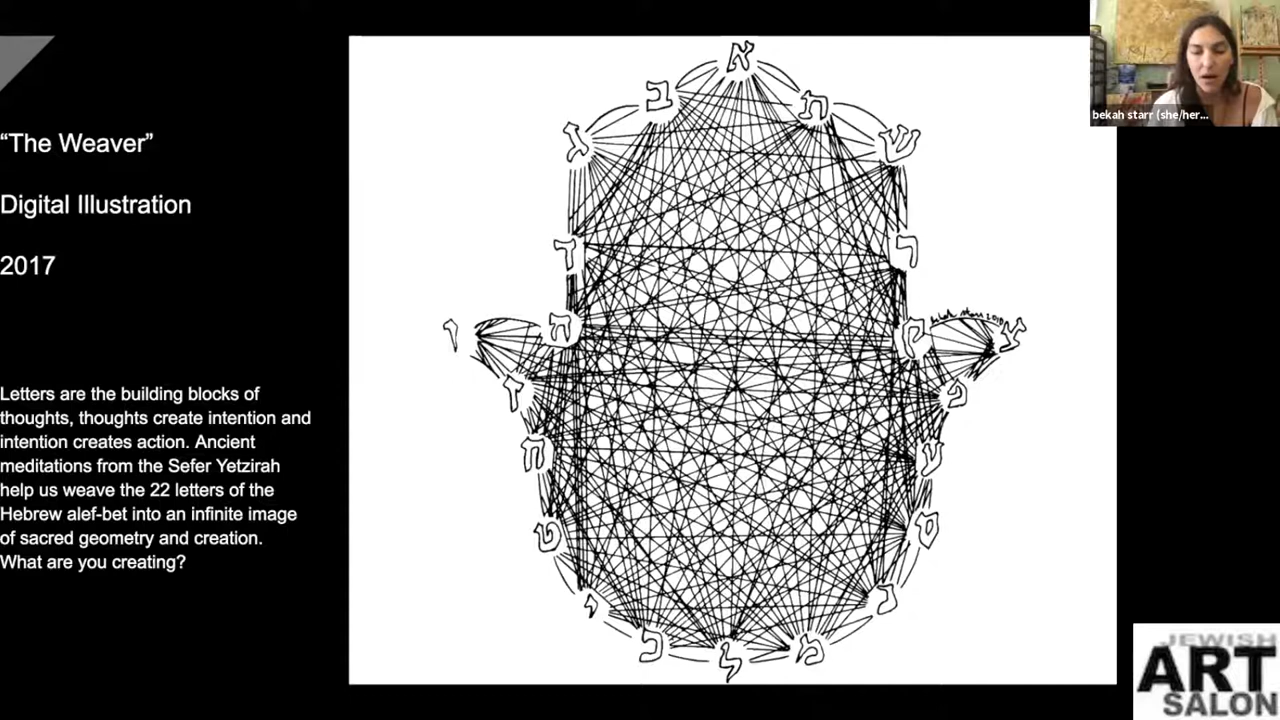 “The Weaver”
Digital Illustration
2017
Letters are the building blocks of
thoughts, thoughts create intention and
intention creates action. Ancient
meditations from the Sefer Yetzirah
help us weave the 22 letters of the
Hebrew alef-bet into an infinite image
of sacred geometry and creation.
What are you creating?
א
ב
ת
ג
ש
ד
ר
ו
ה
ק
צ
ז
פ
ח
ע
ט
ס
י
נ
כ
ל
מ
bekah starr (she/her...
JEWISH
ART
SALON